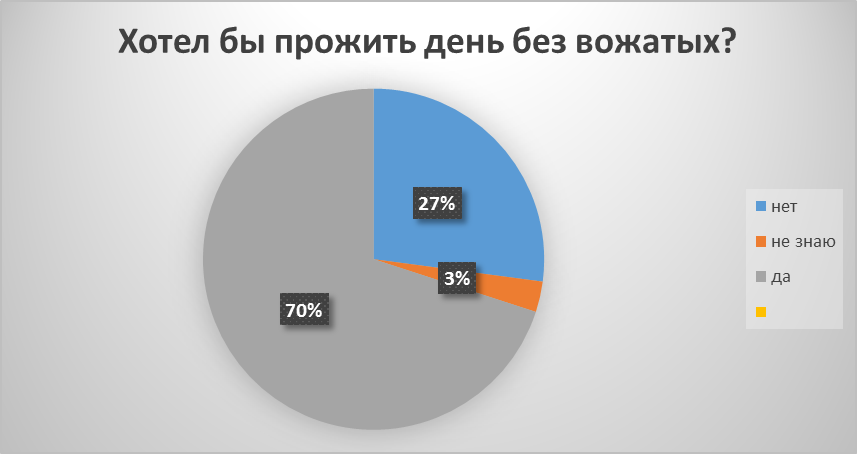 Хотел бы прожить день без вожатых?
27%
3%
70%
нет
не знаю
да